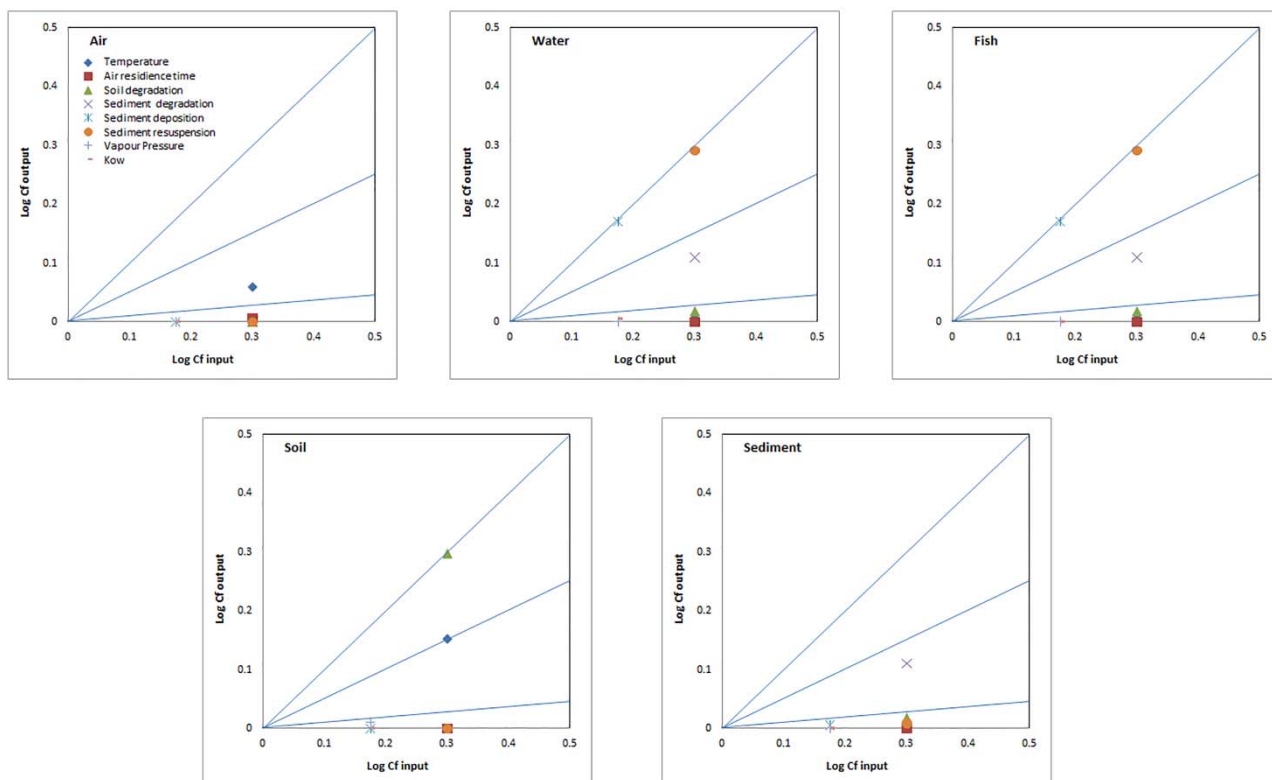 Air
Temperature
Air residience time
Soil degradation
Sediment degradation
Sediment deposition
Sediment resuspension
Vapour Pressure
Kow
0.5
0.4
0.3
0.2
0.1
0
0 0.1 0.2 0.3 0.4 0.5
Log Cf output
Log Cf input
Water
0.5
0.4
0.3
0.2
0.1
0
0 0.1 0.2 0.3 0.4 0.5
Log Cf output
Log Cf input
Fish
0.5
0.4
0.3
0.2
0.1
0
0 0.1 0.2 0.3 0.4 0.5
Log Cf output
Log Cf input
Soil
0.5
0.4
0.3
0.2
0.1
0
0 0.1 0.2 0.3 0.4 0.5
Log Cf output
Log Cf input
Sediment
0.5
0.4
0.3
0.2
0.1
0
0 0.1 0.2 0.3 0.4 0.5
Log Cf output
Log Cf input